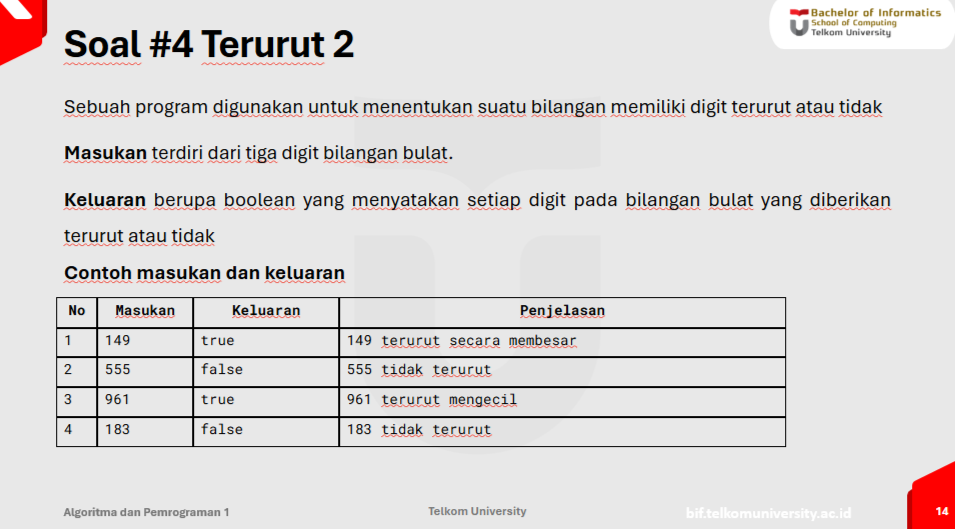 Bachelor of Informatics
School of Computing
Telkom University
Soal #4 Terurut 2
Sebuah program digunakan untuk menentukan suatu bilangan memiliki digit terurut atau tidak
Masukan terdiri dari tiga digit bilangan bulat.
Keluaran berupa boolean yang menyatakan setiap digit pada bilangan bulat yang diberikan
terurut atau tidak
Contoh masukan dan keluaran
No Masukan Keluaran Penjelasan
1 149 true 149 terurut secara membesar
2 555 false 555 tidak terurut
3 961 true 961 terurut mengecil
4 183 false 183 tidak terurut
Algoritma dan Pemrograman 1 Telkom University bif.telkomuniversity.ac.id 14